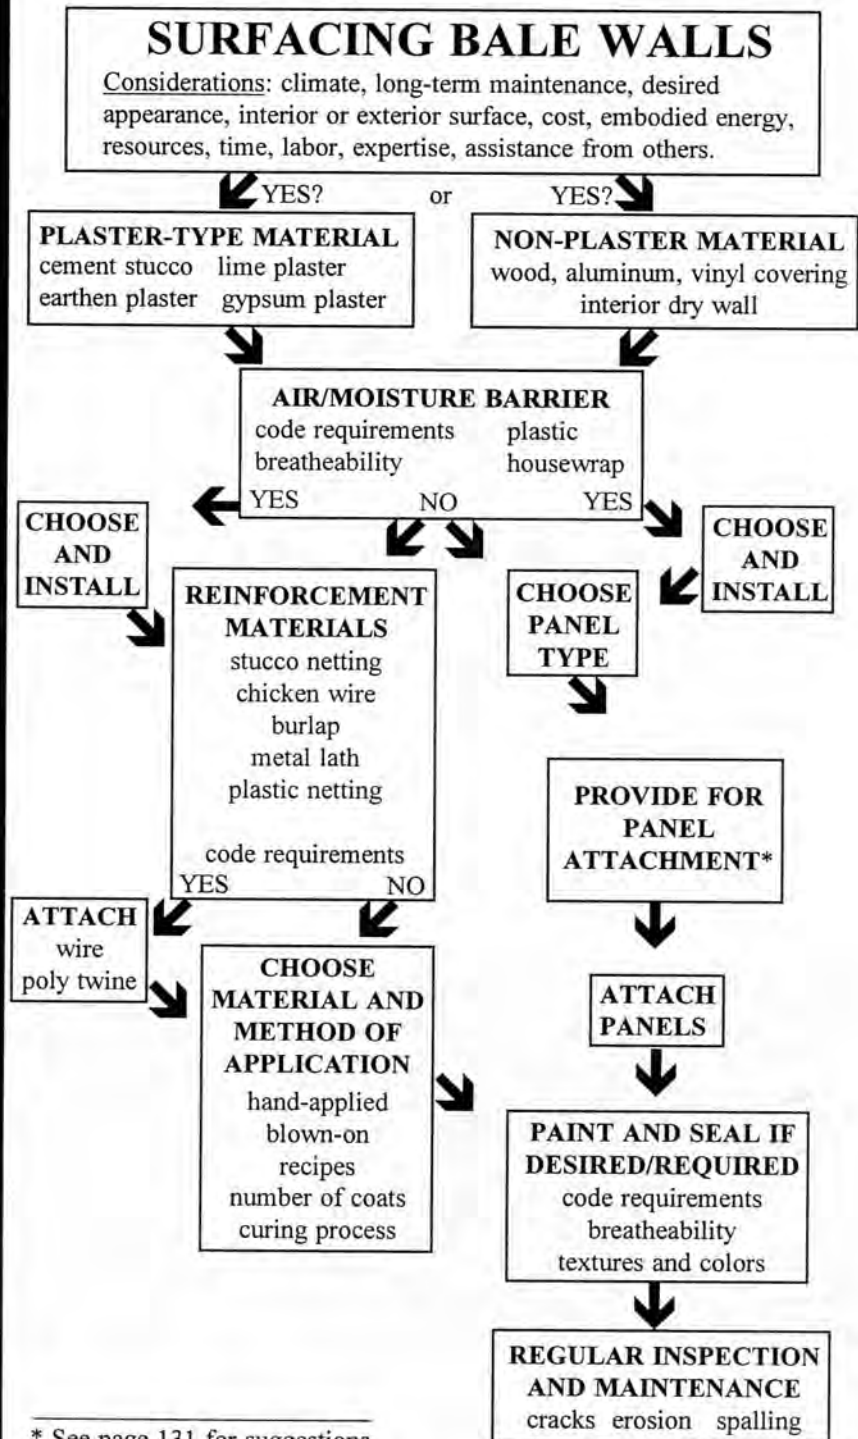 SURFACING BALE WALLS
Considerations: climate, long-term maintenance, desired
appearance, interior or exterior surface, cost, embodied energy,
resources, time, labor, expertise, assistance from others.
YES? or YES?
PLASTER-TYPE MATERIAL
cement stucco lime plaster
earthen plaster gypsum plaster
NON-PLASTER MATERIAL
wood, aluminum, vinyl covering
interior dry wall
AIR/MOISTURE BARRIER
code requirements plastic
breatheability housewrap
YES NO YES
CHOOSE
AND
INSTALL
CHOOSE
AND
INSTALL
REINFORCEMENT
MATERIALS
stucco netting
chicken wire
burlap
metal lath
plastic netting
code requirements
YES NO
CHOOSE
PANEL
TYPE
PROVIDE FOR
PANEL
ATTACHMENT*
ATTACH
wire
poly twine
CHOOSE
MATERIAL AND
METHOD OF
APPLICATION
hand-applied
blown-on
recipes
number of coats
curing process
ATTACH
PANELS
PAINT AND SEAL IF
DESIRED/REQUIRED
code requirements
breatheability
textures and colors
REGULAR INSPECTION
AND MAINTENANCE
cracks erosion spalling
* See page 131 for suggestions